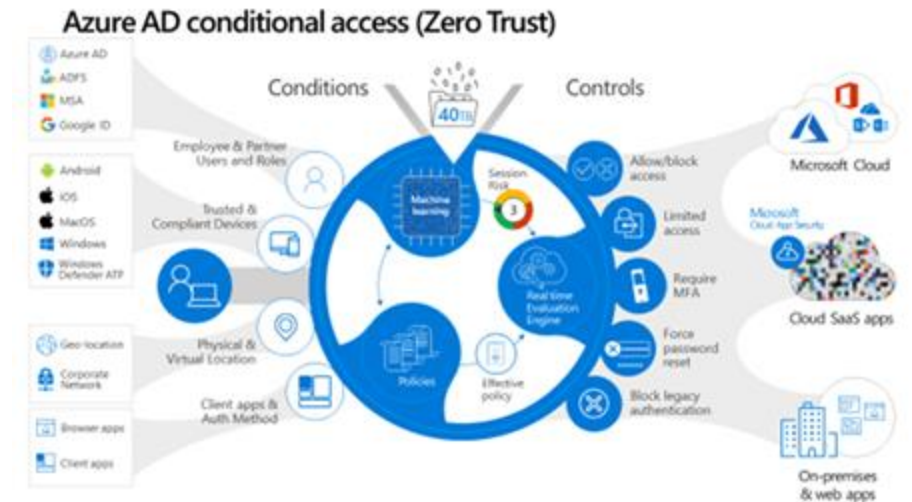 Azure AD conditional access (Zero Trust)
Azure AD
ADFS
MSA
Google ID
Android
iOS
MacOS
Windows
Windows
Defender ATP
Geo-location
Corporate
Network
Browser apps
Client apps
Conditions
Employee & Partner
Users and Roles
Trusted &
Compliant Devices
Physical &
Virtual Location
Client apps &
Auth Method
40TB
Machine
learning
Session
Risk
3
Real time
Evaluation
Engine
Policies
Effective
policy
Controls
Allow/block
access
Limited
access
Require
MFA
Force
password
reset
Block legacy
authentication
Microsoft Cloud
Microsoft
Cloud App Security
Cloud SaaS apps
On-premises
& web apps